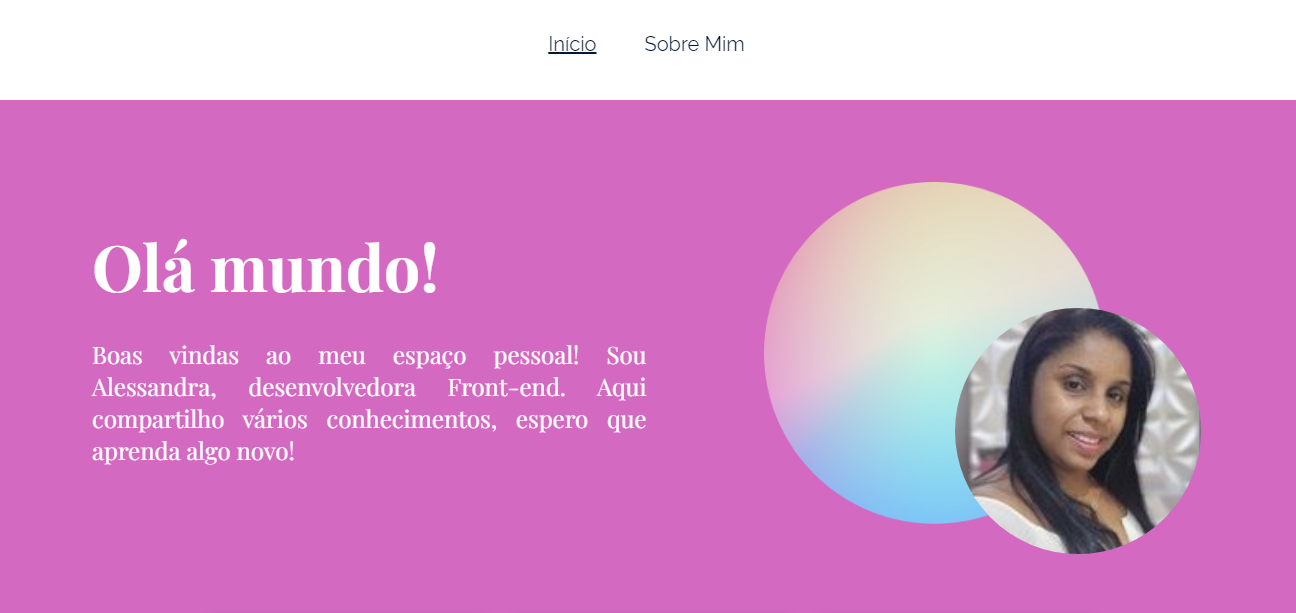 Início Sobre Mim
Olá mundo!
Boas vindas ao meu espaço pessoal! Sou
Alessandra, desenvolvedora Front-end. Aqui
compartilho vários conhecimentos, espero que
aprenda algo novo!